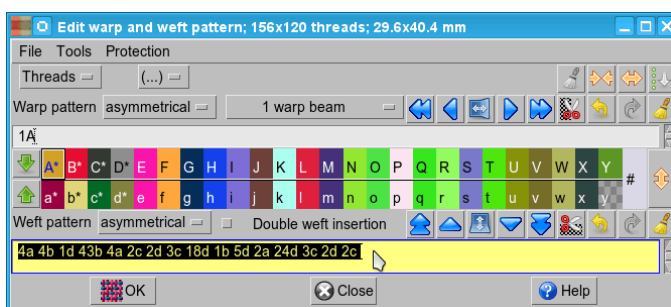 Edit warp and weft pattern; 156x120 threads; 29.6x40.4 mm
File Tools Protection
Threads (...)
Warp pattern asymmetrical 1 warp beam
1A
A* B* C* D* E F G H I J K L M N O P Q R S T U V W X Y #
a* b* c* d* e f g h i j k l m n o p q r s t u v w x y
Weft pattern asymmetrical Double weft insertion
4a 4b 1d 43b 4a 2c 2d 3c 18d 1b 5d 2a 24d 3c 2d 2c
OK Close Help